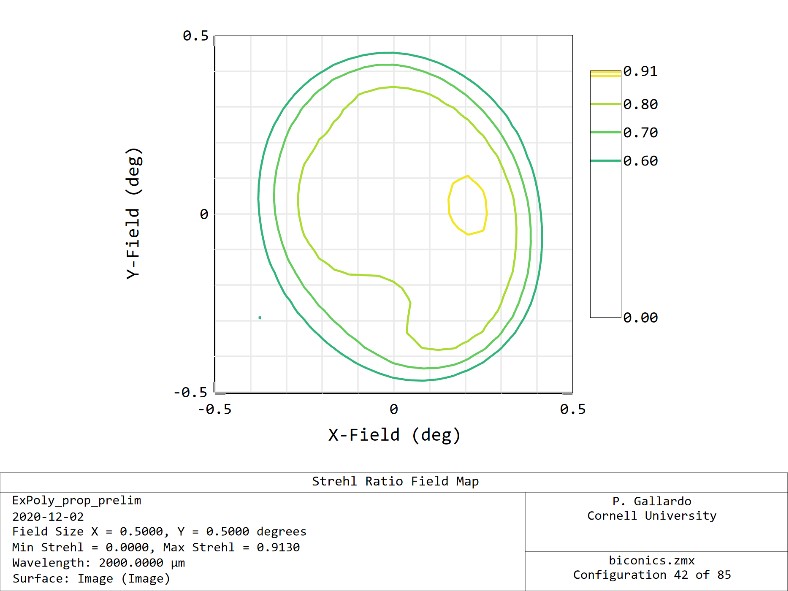 0.5
0
-0.5
Y-Field (deg)
-0.5 0 0.5
X-Field (deg)
0.91
0.80
0.70
0.60
0.00
Strehl Ratio Field Map
ExPoly_prop_prelim
2020-12-02
Field Size X = 0.5000, Y = 0.5000 degrees
Min Strehl = 0.0000, Max Strehl = 0.9130
Wavelength: 2000.0000 µm
Surface: Image (Image)
P. Gallardo
Cornell University
biconics.zmx
Configuration 42 of 85